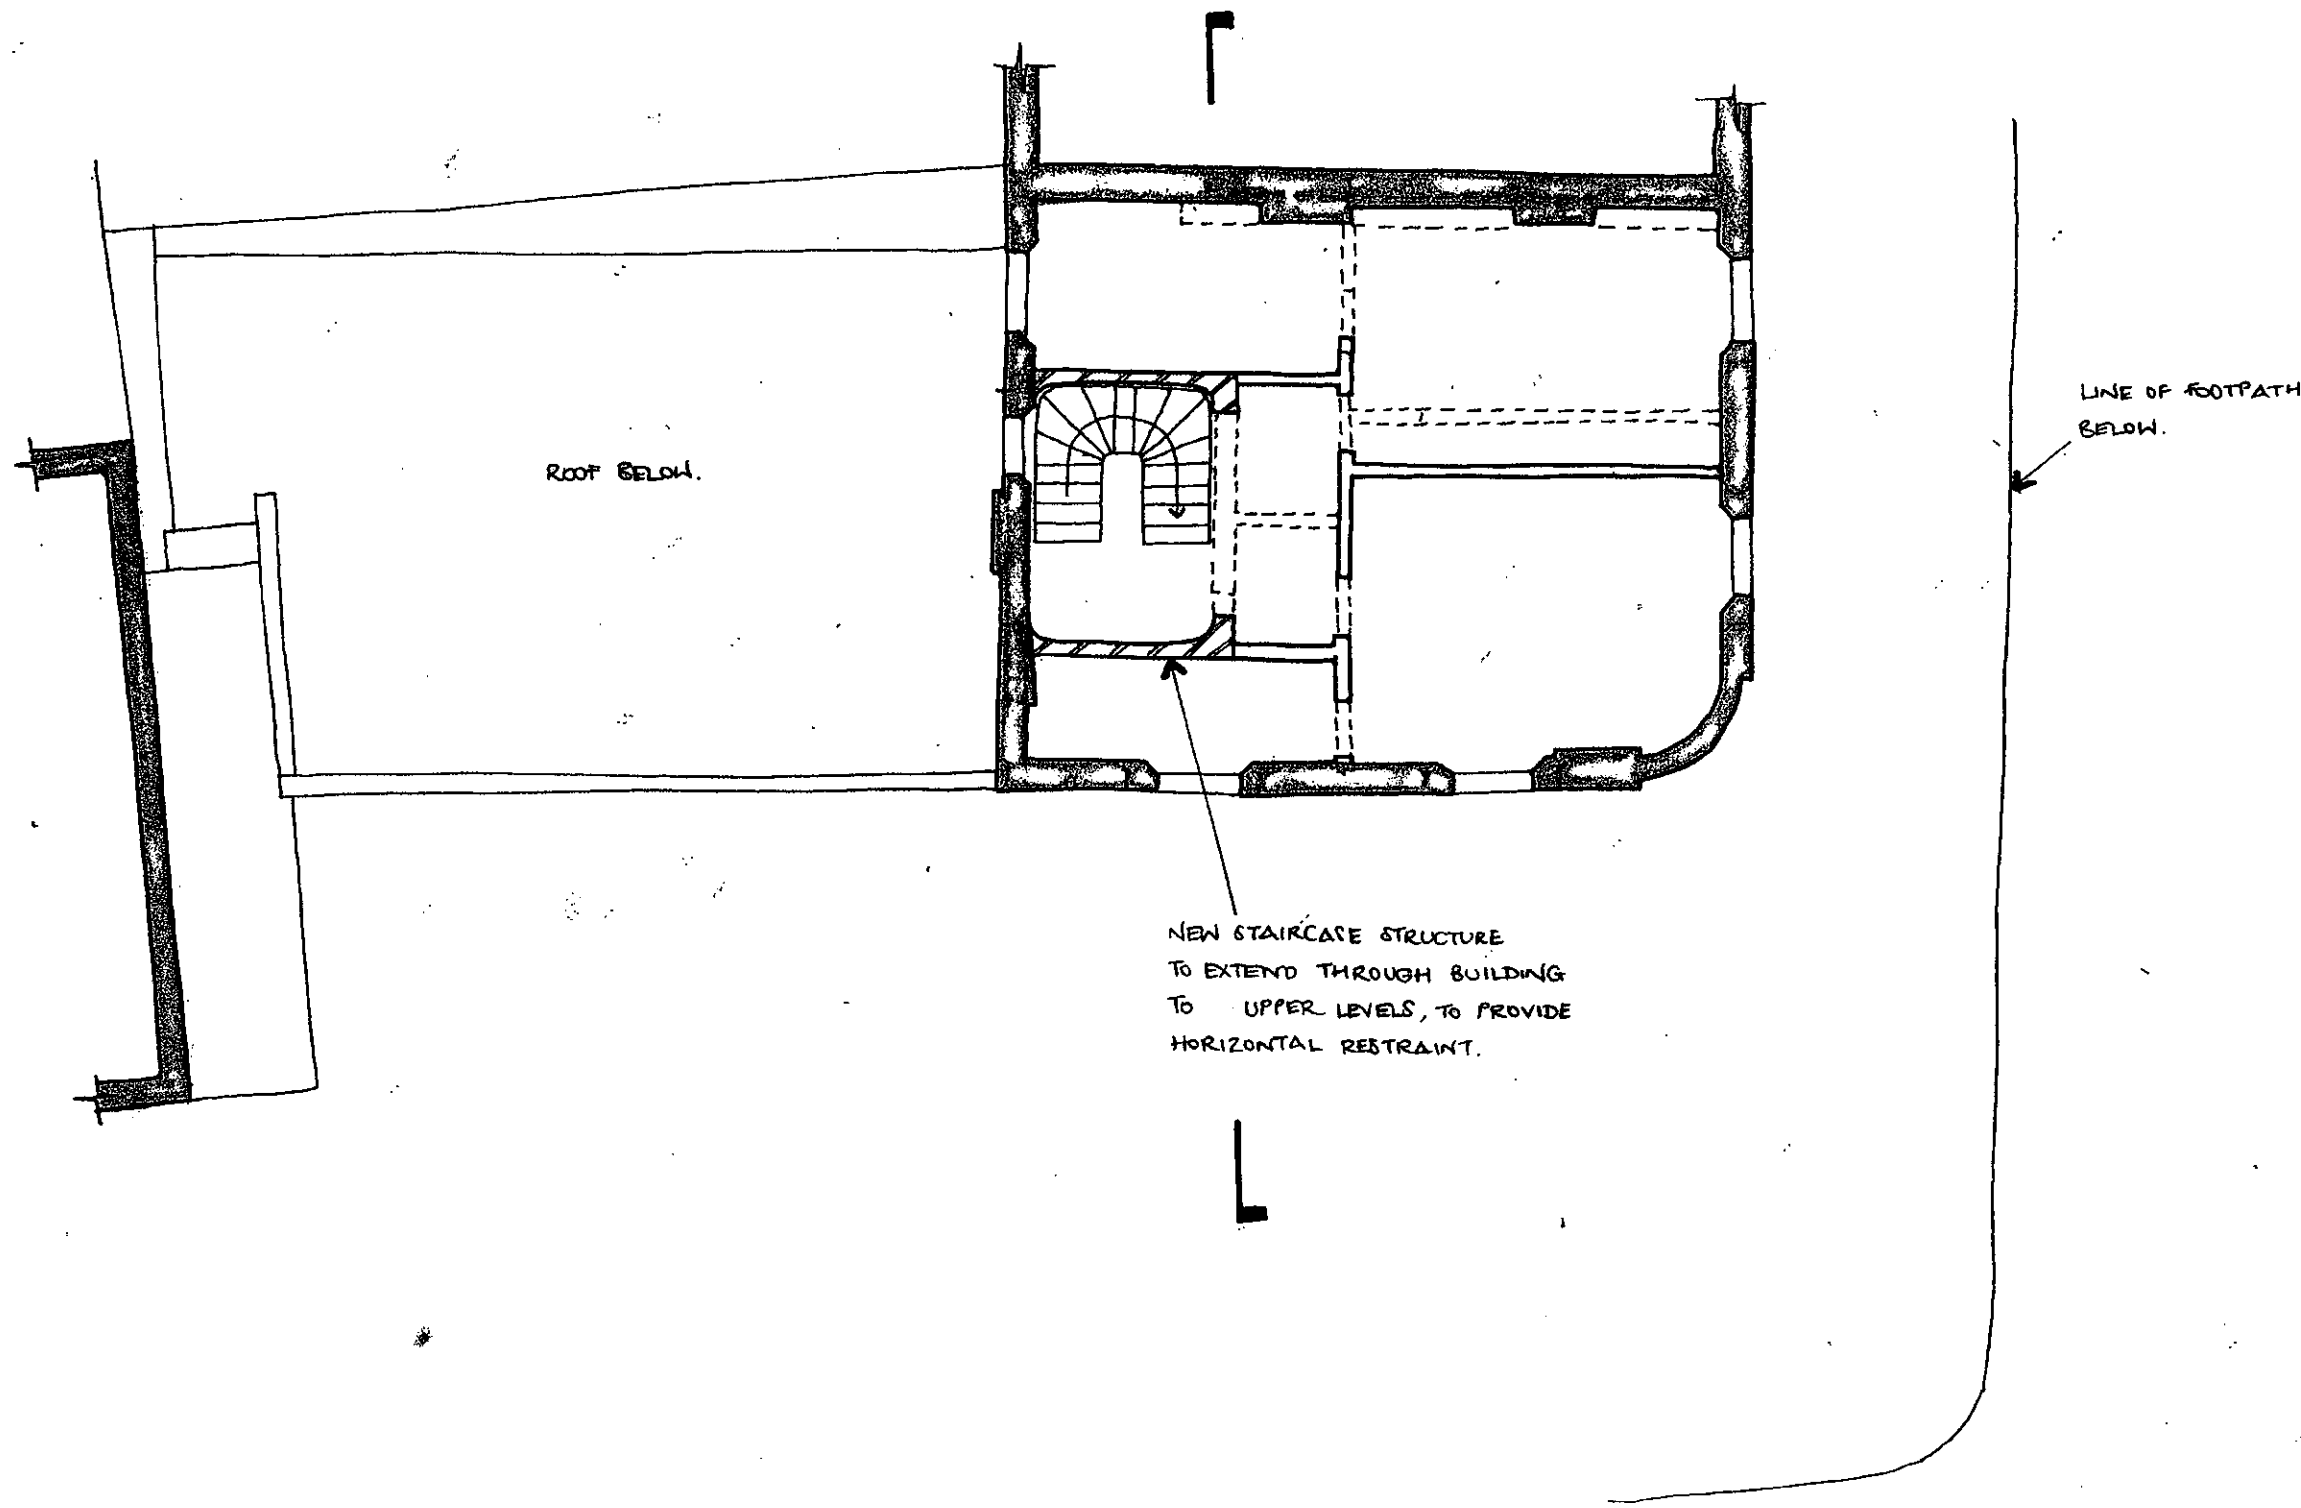 LINE OF FOOTPATH
BELOW.
ROOF BELOW.
NEW STAIRCASE STRUCTURE
TO EXTEND THROUGH BUILDING
TO UPPER LEVELS, TO PROVIDE
HORIZONTAL RESTRAINT.